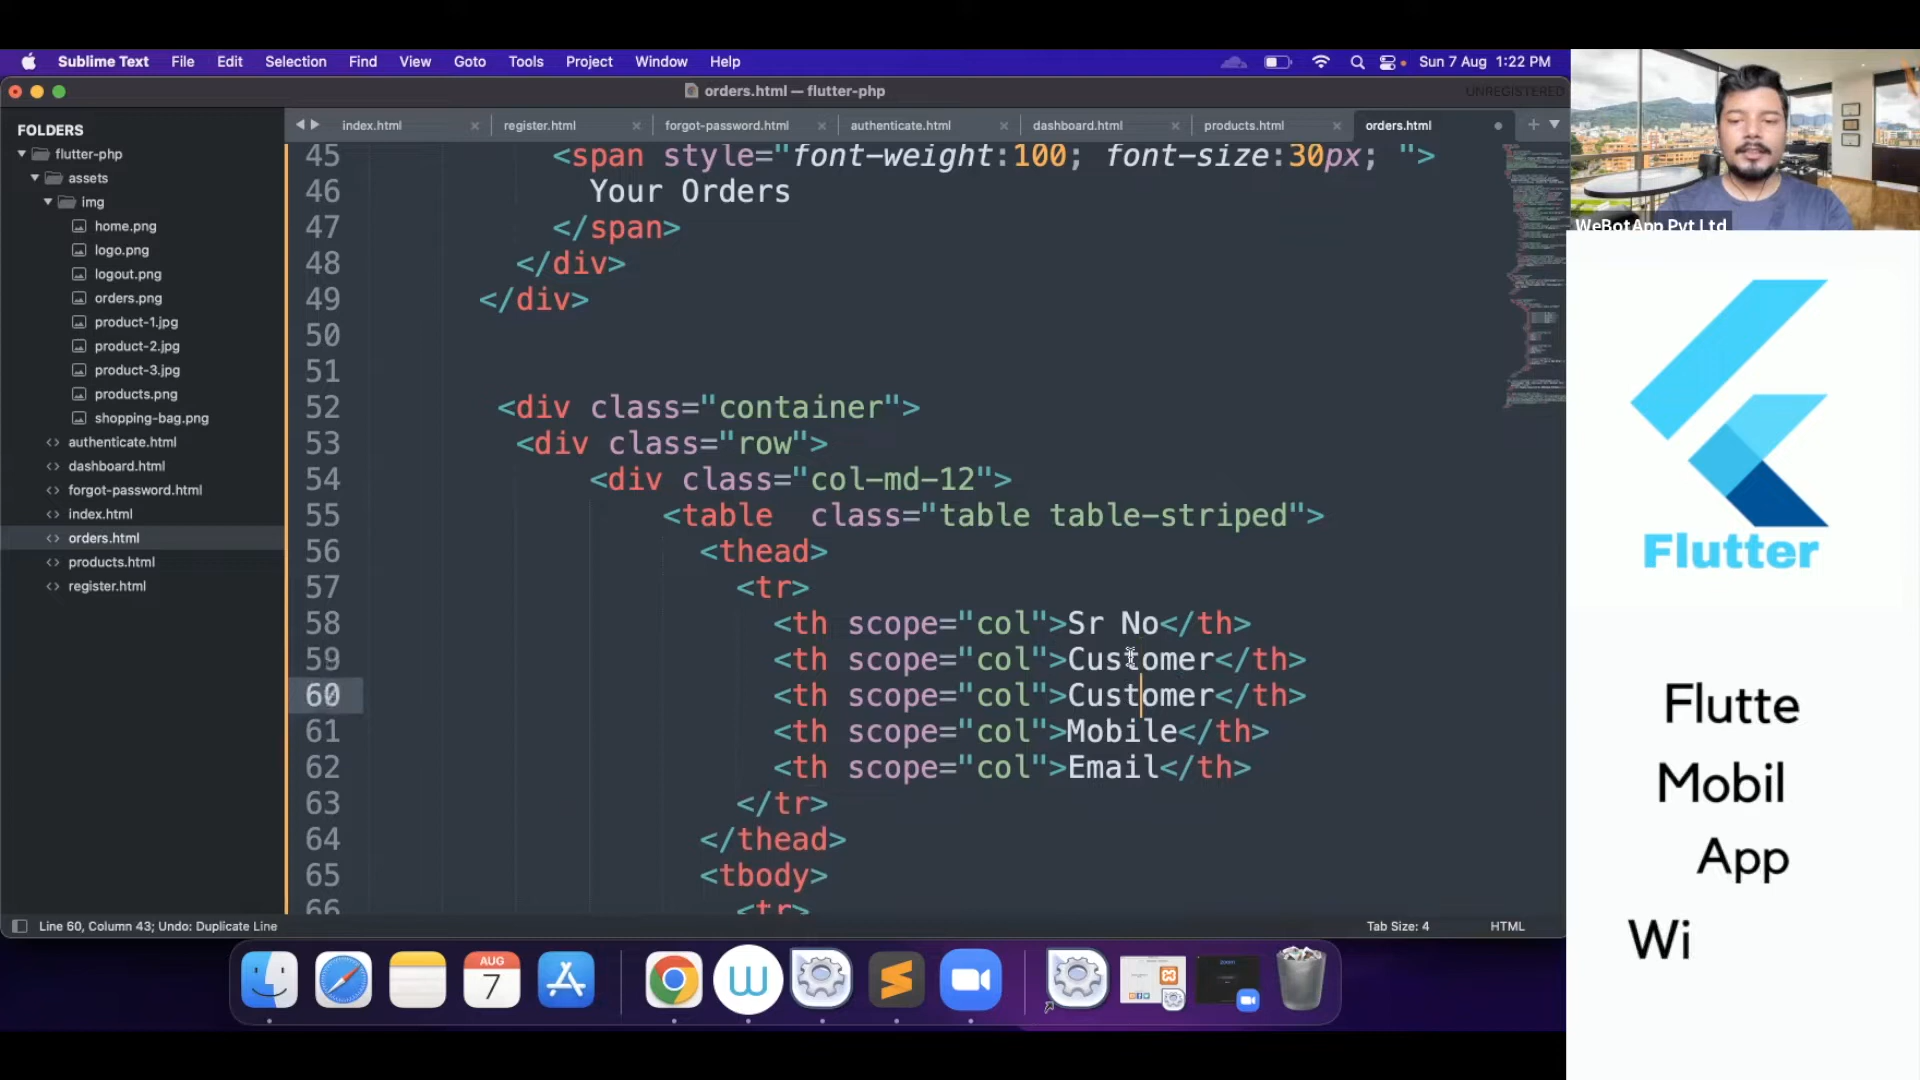 Sublime Text File Edit Selection Find View Goto Tools Project Window Help Sun 7 Aug 1:22 PM
orders.html — flutter-php UNREGISTERED
FOLDERS
flutter-php
assets
img
home.png
logo.png
logout.png
orders.png
product-1.jpg
product-2.jpg
product-3.jpg
products.png
shopping-bag.png
authenticate.html
dashboard.html
forgot-password.html
index.html
orders.html
products.html
register.html
index.html register.html forgot-password.html authenticate.html dashboard.html products.html orders.html
45 <span style="font-weight:100; font-size:30px; ">
46 Your Orders
47 </span>
48 </div>
49 </div>
50
51
52 <div class="container">
53 <div class="row">
54 <div class="col-md-12">
55 <table  class="table table-striped">
56 <thead>
57 <tr>
58 <th scope="col">Sr No</th>
59 <th scope="col">Customer</th>
60 <th scope="col">Customer</th>
61 <th scope="col">Mobile</th>
62 <th scope="col">Email</th>
63 </tr>
64 </thead>
65 <tbody>
66 <tr>
Line 60, Column 43; Undo: Duplicate Line Tab Size: 4 HTML
AUG
7
WeBotApp Pvt Ltd
Flutter
Flutte
Mobil
App
Wi